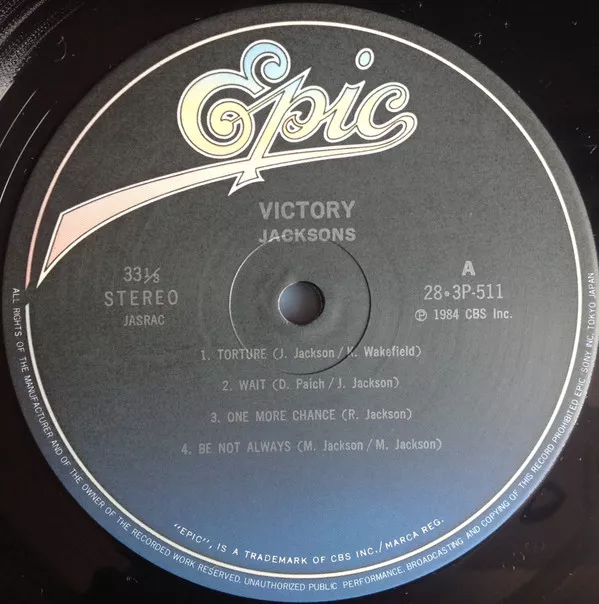 Epic
VICTORY
JACKSONS
33⅓
STEREO
JASRAC
A
28・3P-511
℗ 1984 CBS Inc.
1. TORTURE (J. Jackson/K. Wakefield)
2. WAIT (D. Paich/J. Jackson)
3. ONE MORE CHANCE (R. Jackson)
4. BE NOT ALWAYS (M. Jackson/M. Jackson)
"EPIC", IS A TRADEMARK OF CBS INC./MARCA REG.
ALL RIGHTS OF THE MANUFACTURER AND OF THE OWNER OF THE RECORDED WORK RESERVED. UNAUTHORIZED PUBLIC PERFORMANCE, BROADCASTING AND COPYING OF THIS RECORD PROHIBITED EPIC/SONY INC. TOKYO JAPAN